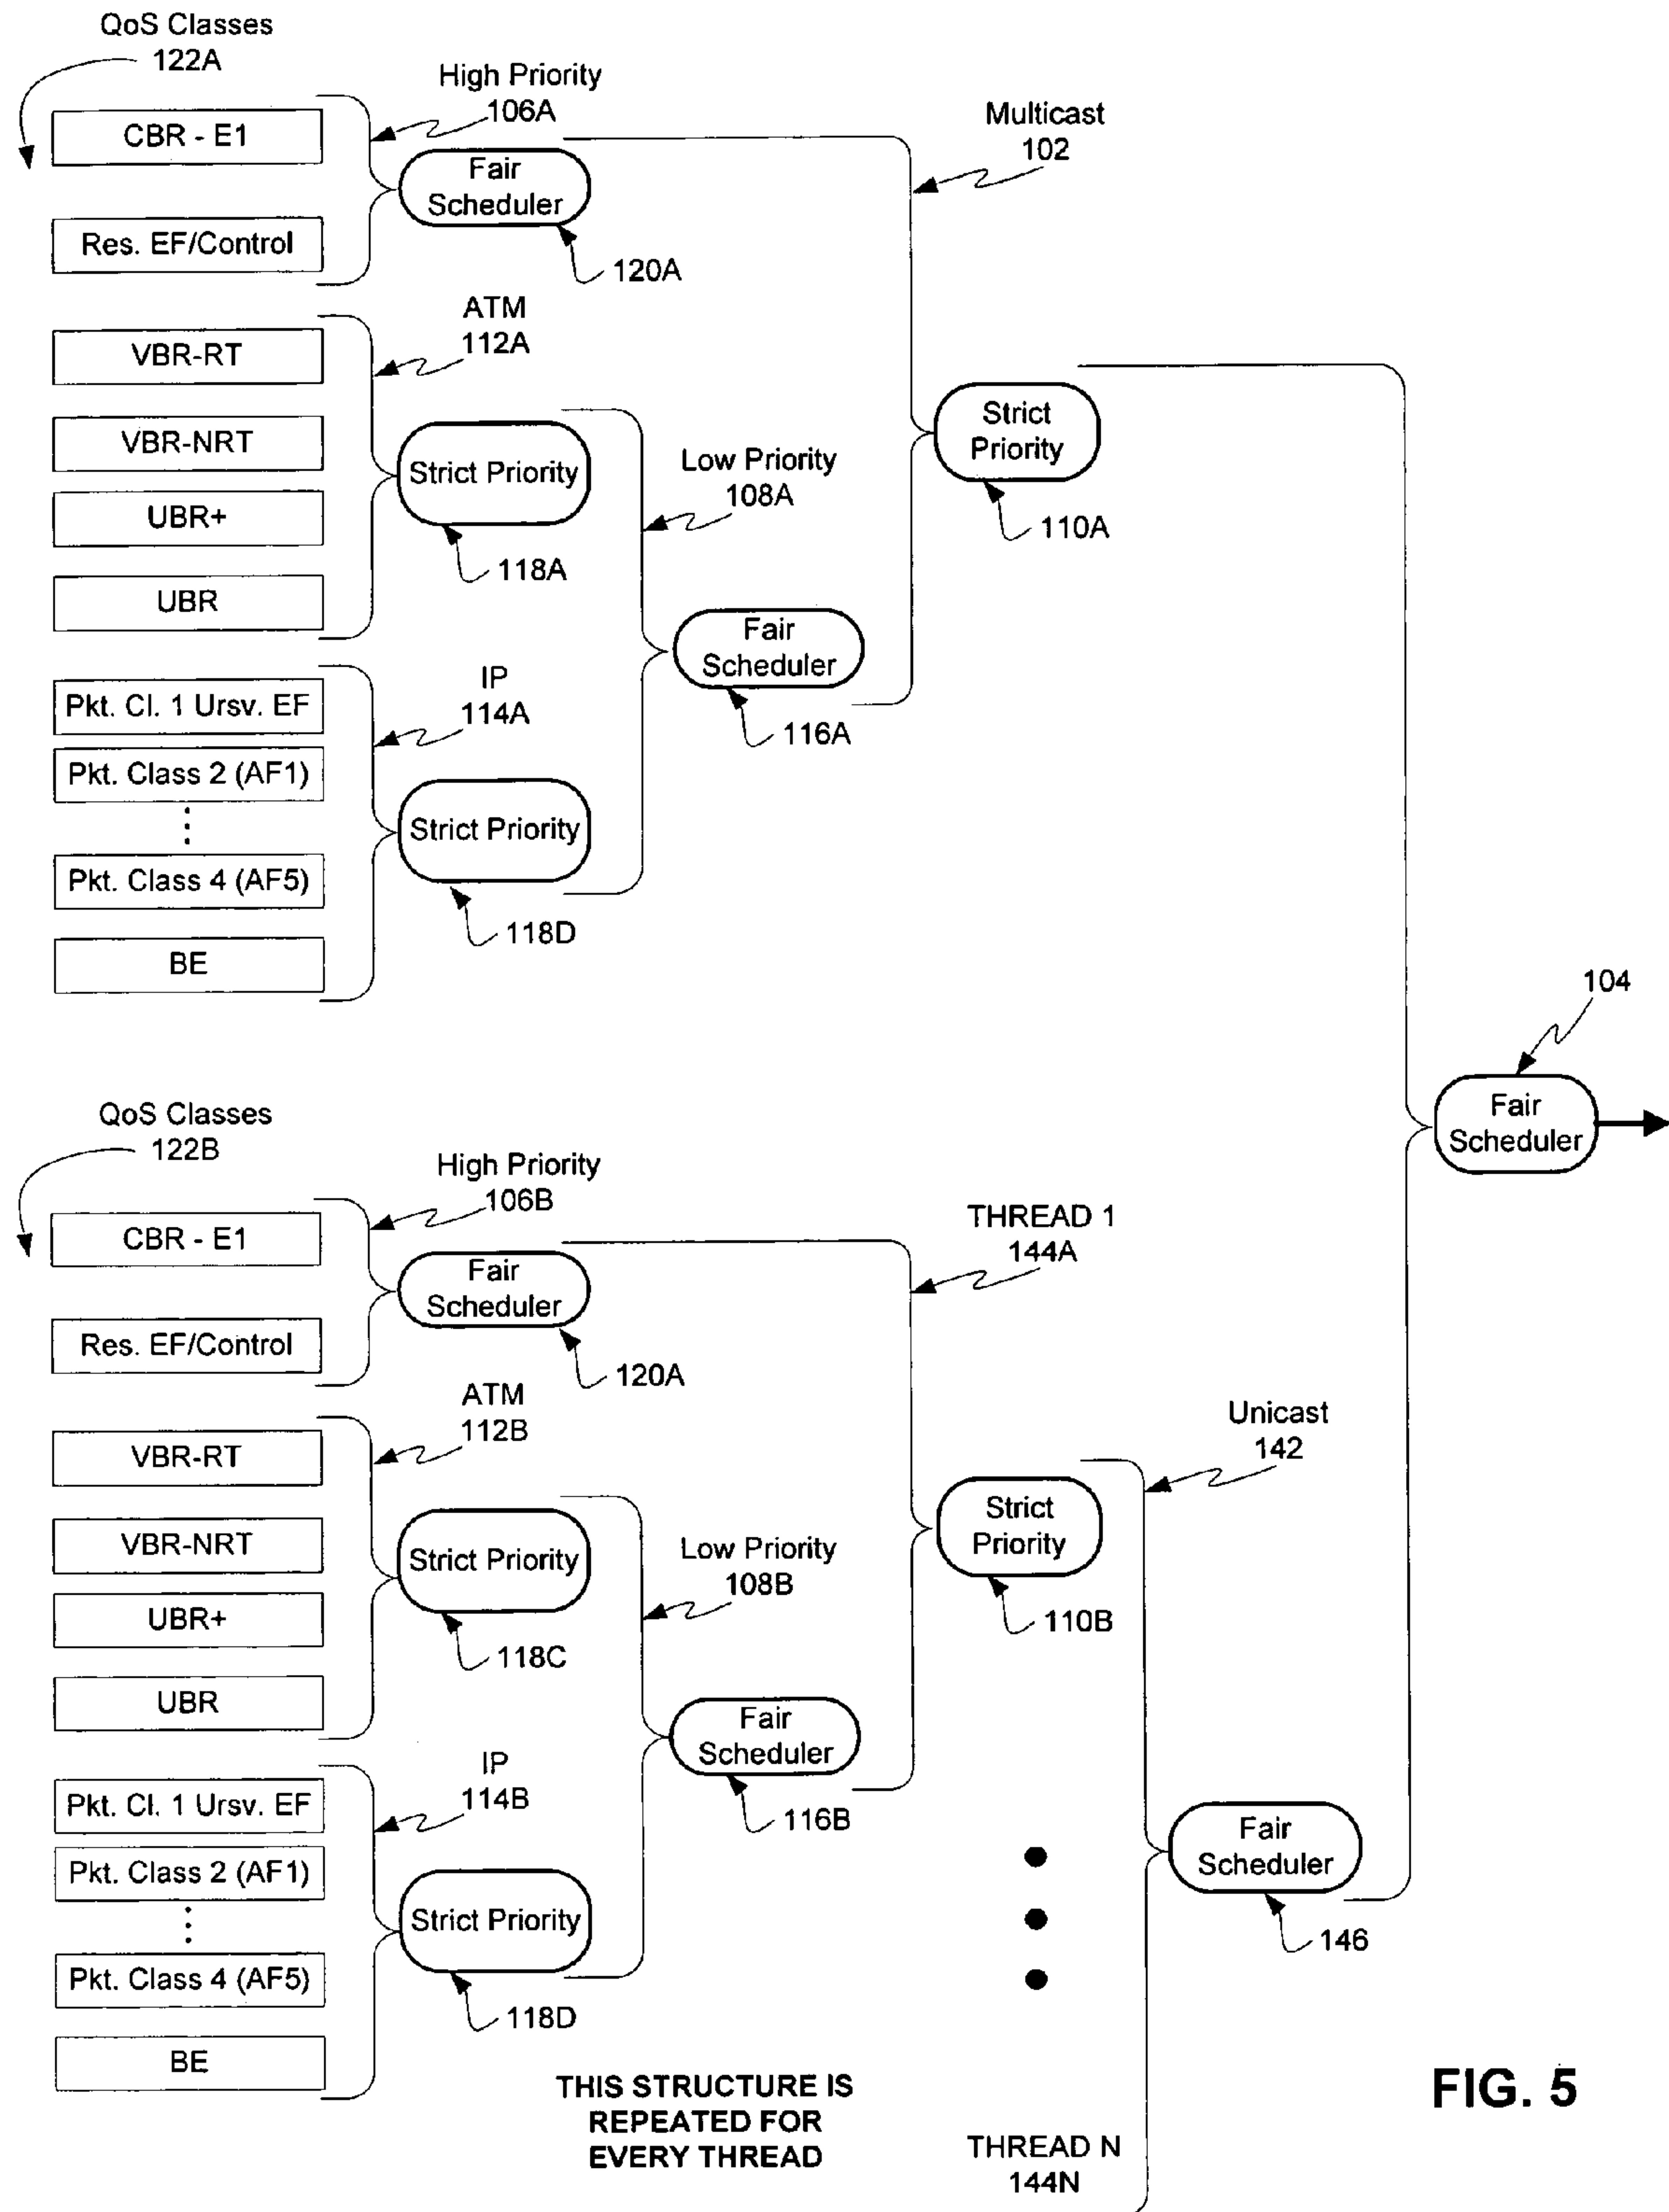 QoS Classes
122A
High Priority
106A
CBR - E1
Fair
Scheduler
Multicast
102
Res. EF/Control
120A
ATM
112A
VBR-RT
VBR-NRT
Strict Priority
Low Priority
108A
Strict
Priority
110A
UBR+
118A
UBR
Fair
Scheduler
116A
IP
114A
Pkt. Cl. 1 Ursv. EF
Pkt. Class 2 (AF1)
Strict Priority
Pkt. Class 4 (AF5)
118D
BE
104
Fair
Scheduler
QoS Classes
122B
High Priority
106B
CBR - E1
Fair
Scheduler
THREAD 1
144A
Res. EF/Control
120A
ATM
112B
VBR-RT
Unicast
142
VBR-NRT
Strict Priority
Low Priority
108B
Strict
Priority
110B
UBR+
118C
UBR
Fair
Scheduler
116B
IP
114B
Pkt. Cl. 1 Ursv. EF
Pkt. Class 2 (AF1)
Strict Priority
Fair
Scheduler
146
Pkt. Class 4 (AF5)
118D
BE
THIS STRUCTURE IS
REPEATED FOR
EVERY THREAD
THREAD N
144N
FIG. 5